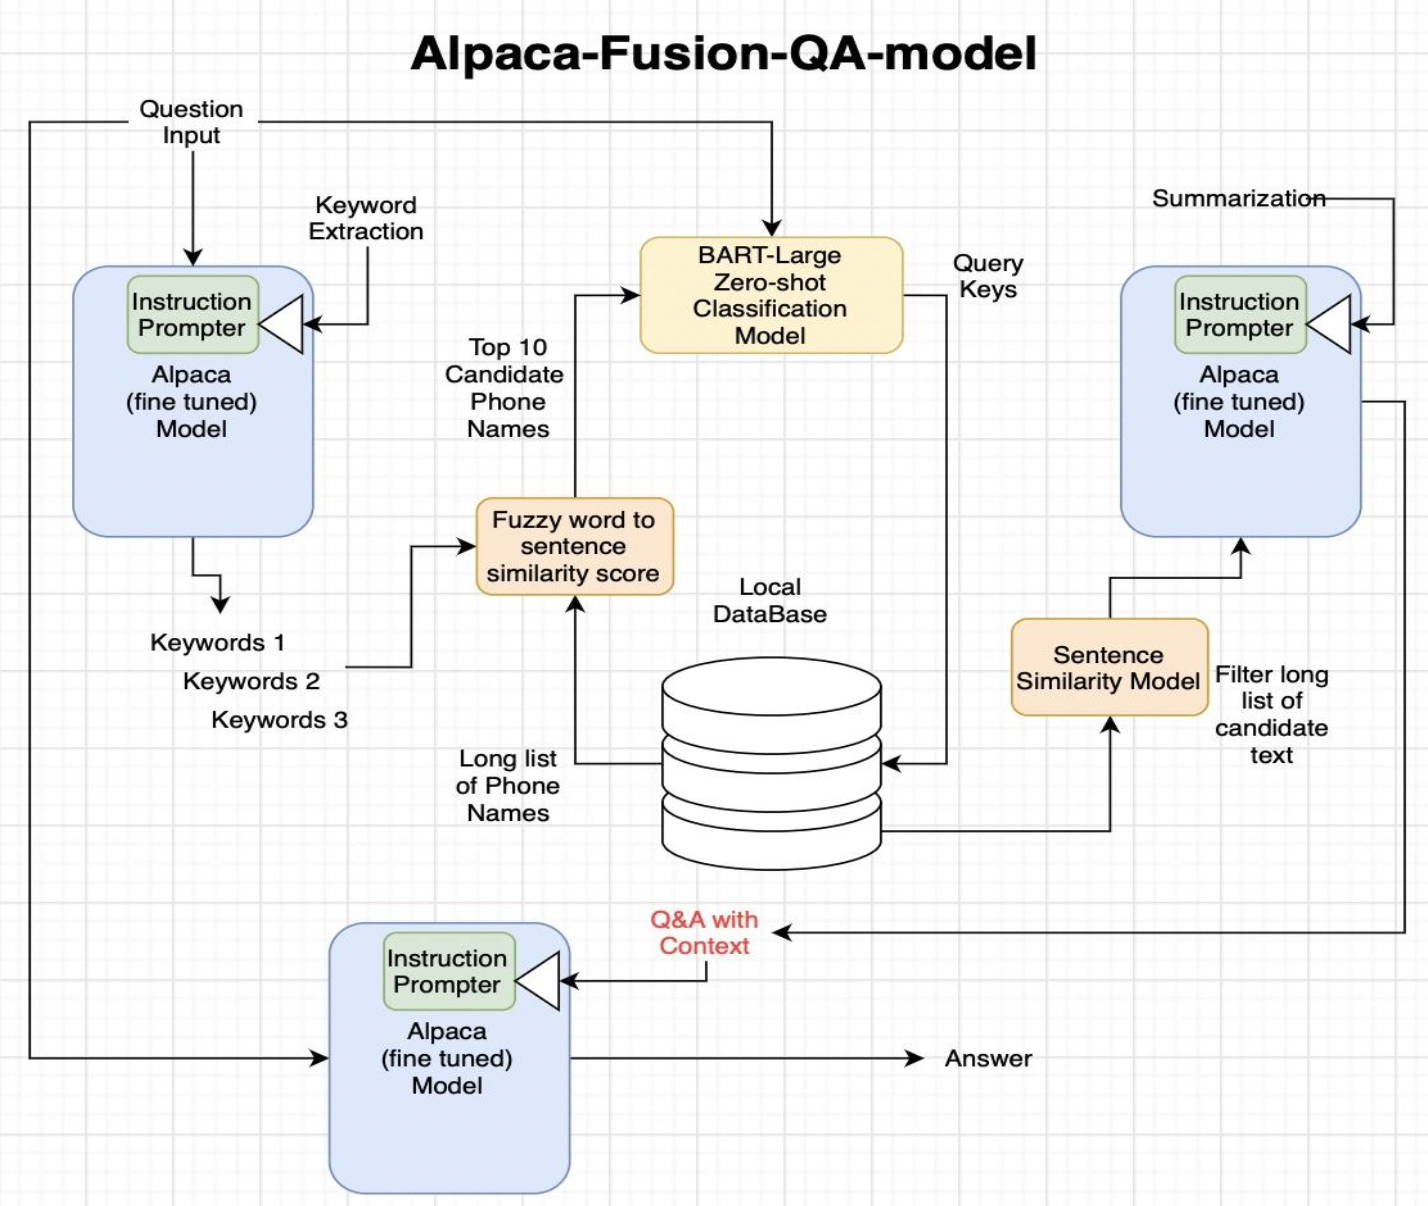 Alpaca-Fusion-QA-model
Question
Input
Keyword
Extraction
Instruction
Prompter
Alpaca
(fine tuned)
Model
Keywords 1
Keywords 2
Keywords 3
Top 10
Candidate
Phone
Names
Fuzzy word to
sentence
similarity score
Long list
of Phone
Names
BART-Large
Zero-shot
Classification
Model
Query
Keys
Local
DataBase
Summarization
Instruction
Prompter
Alpaca
(fine tuned)
Model
Sentence
Similarity Model
Filter long
list of
candidate
text
Q&A with
Context
Instruction
Prompter
Alpaca
(fine tuned)
Model
Answer